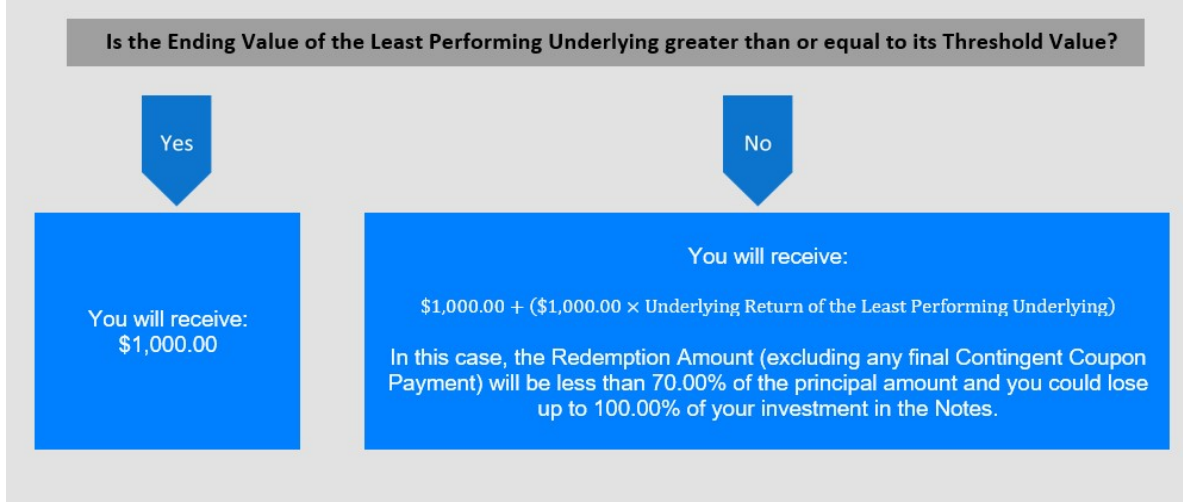 Is the Ending Value of the Least Performing Underlying greater than or equal to its Threshold Value?
Yes
No
You will receive:
$1,000.00
You will receive:
$1,000.00 + ($1,000.00 × Underlying Return of the Least Performing Underlying)
In this case, the Redemption Amount (excluding any final Contingent Coupon
Payment) will be less than 70.00% of the principal amount and you could lose
up to 100.00% of your investment in the Notes.